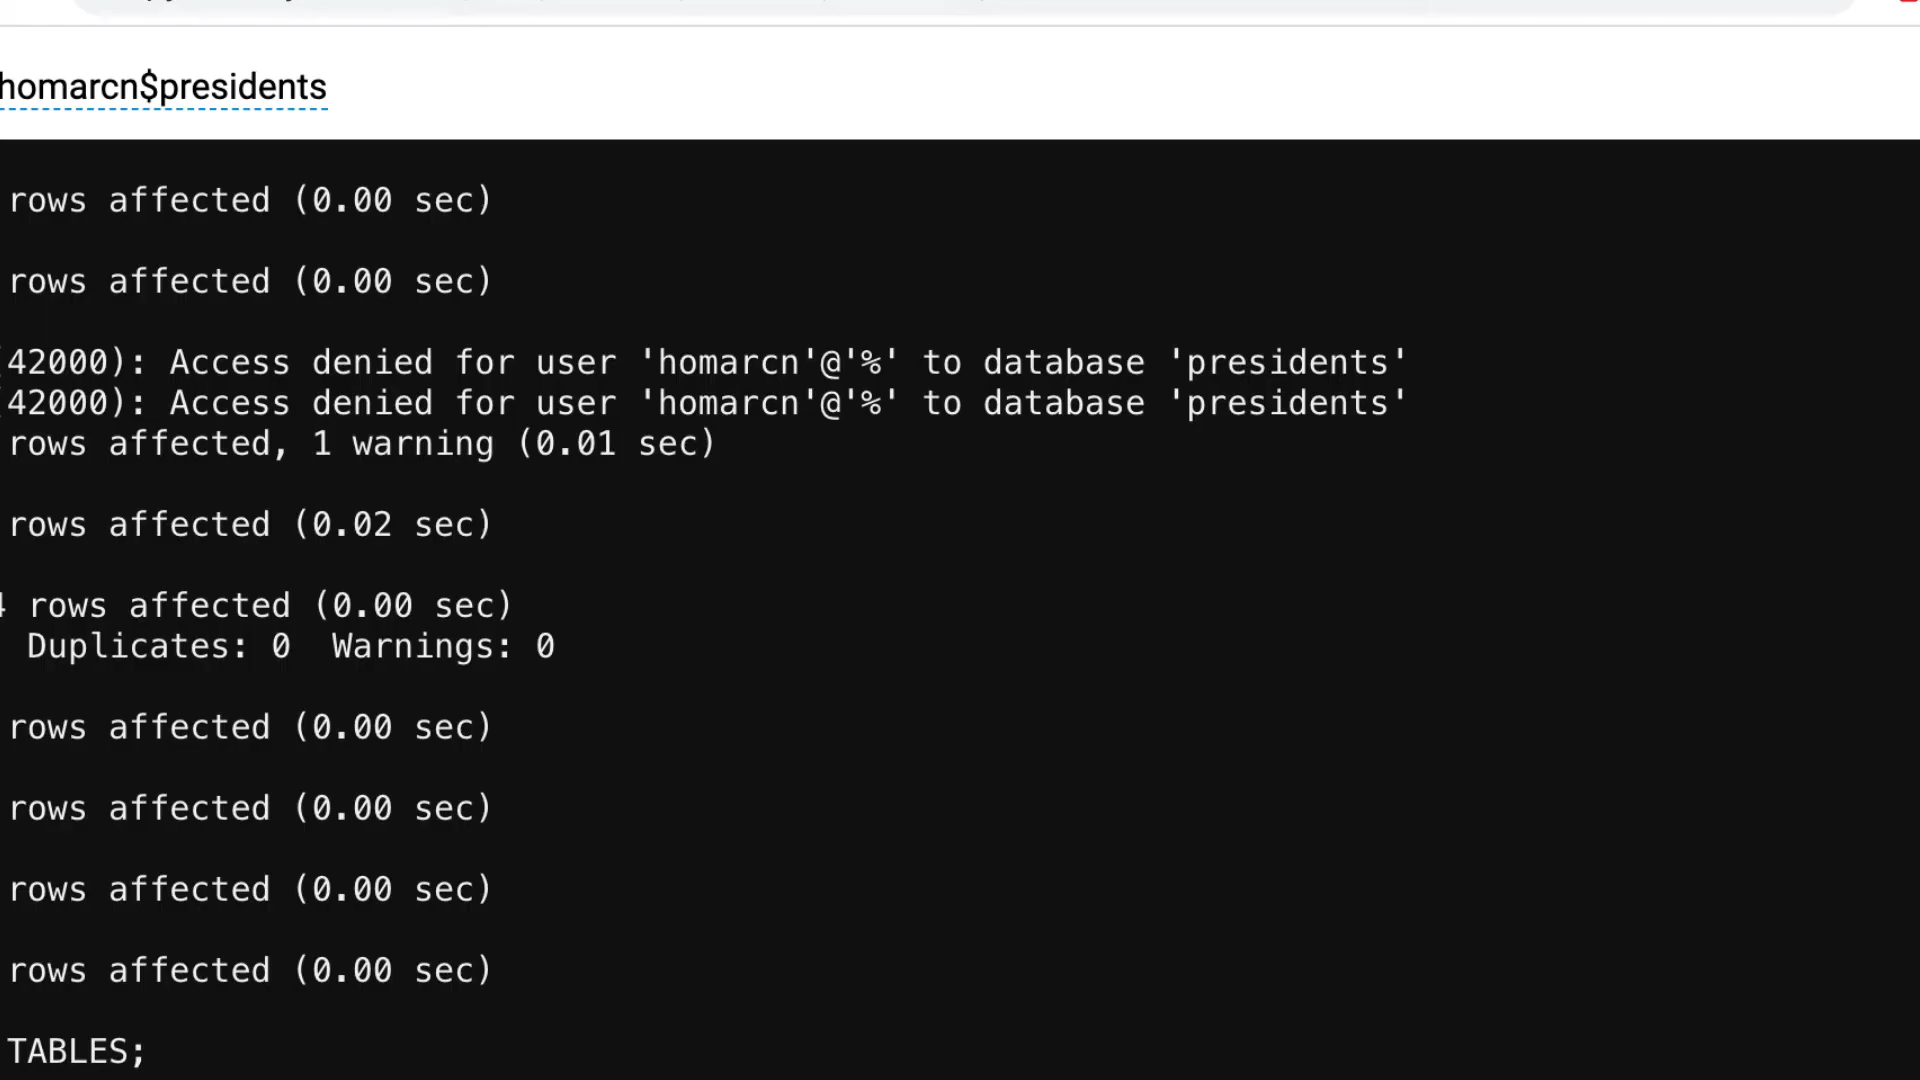 homarcn$presidents
rows affected (0.00 sec)
rows affected (0.00 sec)
(42000): Access denied for user 'homarcn'@'%' to database 'presidents'
(42000): Access denied for user 'homarcn'@'%' to database 'presidents'
rows affected, 1 warning (0.01 sec)
rows affected (0.02 sec)
4 rows affected (0.00 sec)
Duplicates: 0  Warnings: 0
rows affected (0.00 sec)
rows affected (0.00 sec)
rows affected (0.00 sec)
rows affected (0.00 sec)
TABLES;